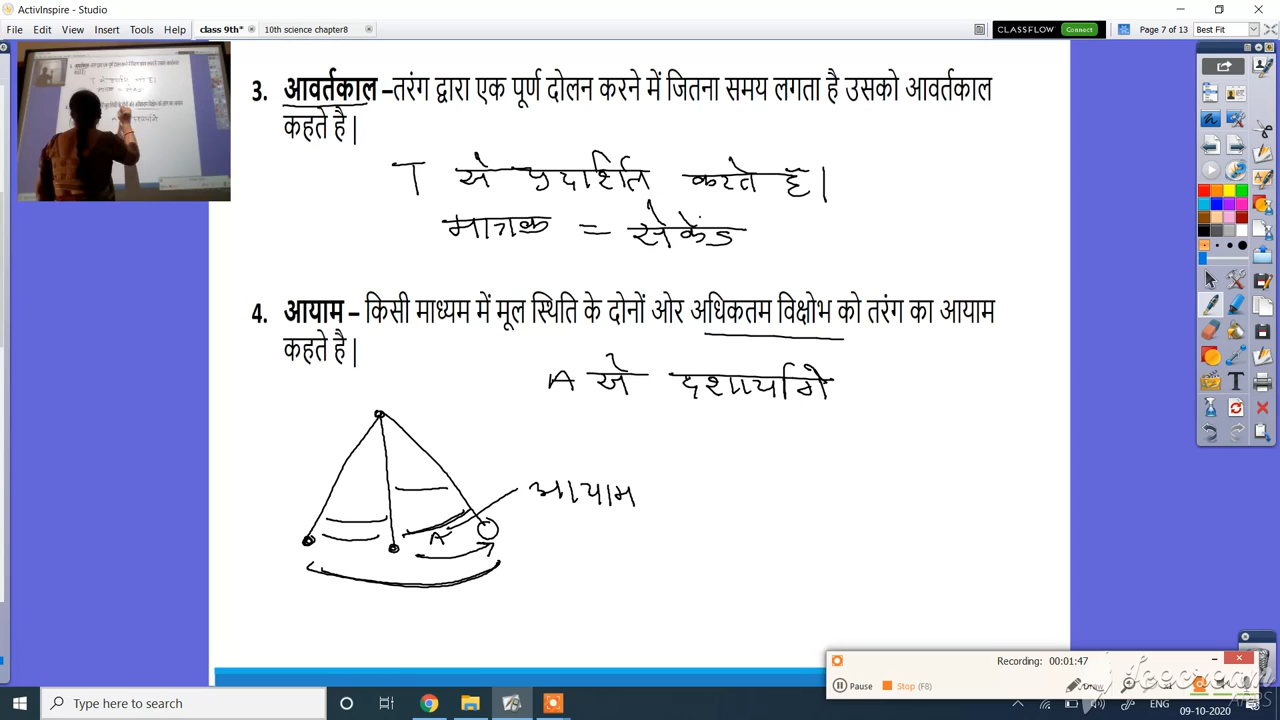 ActivInspire - Studio
File Edit View Insert Tools Help
class 9th* 10th science chapter8
CLASSFLOW Connect Page 7 of 13 Best Fit
3. आवर्तकाल –तरंग द्वारा एक पूर्ण दोलन करने में जितना समय लगता है उसको आवर्तकाल
कहते है|
T से प्रदर्शित करते है|
मात्रक = सेकेंड
4. आयाम – किसी माध्यम में मूल स्थिति के दोनों ओर अधिकतम विक्षोभ को तरंग का आयाम
कहते है|
A से दर्शायेंगे
आयाम
A
Recording: 00:01:47
Pause Stop (F8) Draw
Type here to search
ENG
09-10-2020